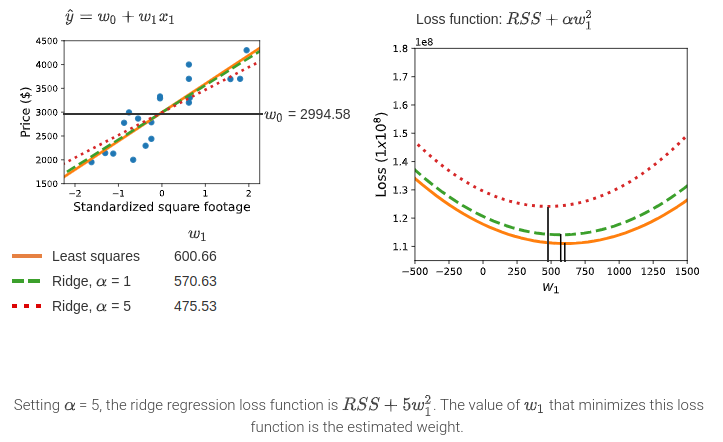 ŷ = w₀ + w₁x₁
4500
4000
3500
3000
2500
2000
1500
Price ($)
w₀ = 2994.58
−2 −1 0 1 2
Standardized square footage
w₁
Least squares 600.66
Ridge, α = 1 570.63
Ridge, α = 5 475.53
Loss function: RSS + αw₁²
1e8
1.8
1.6
1.5
1.4
1.3
1.2
1.1
Loss (1x10⁸)
−500 −250 0 250 500 750 1000 1250 1500
w₁
Setting α = 5, the ridge regression loss function is RSS + 5w₁². The value of w₁ that minimizes this loss
function is the estimated weight.